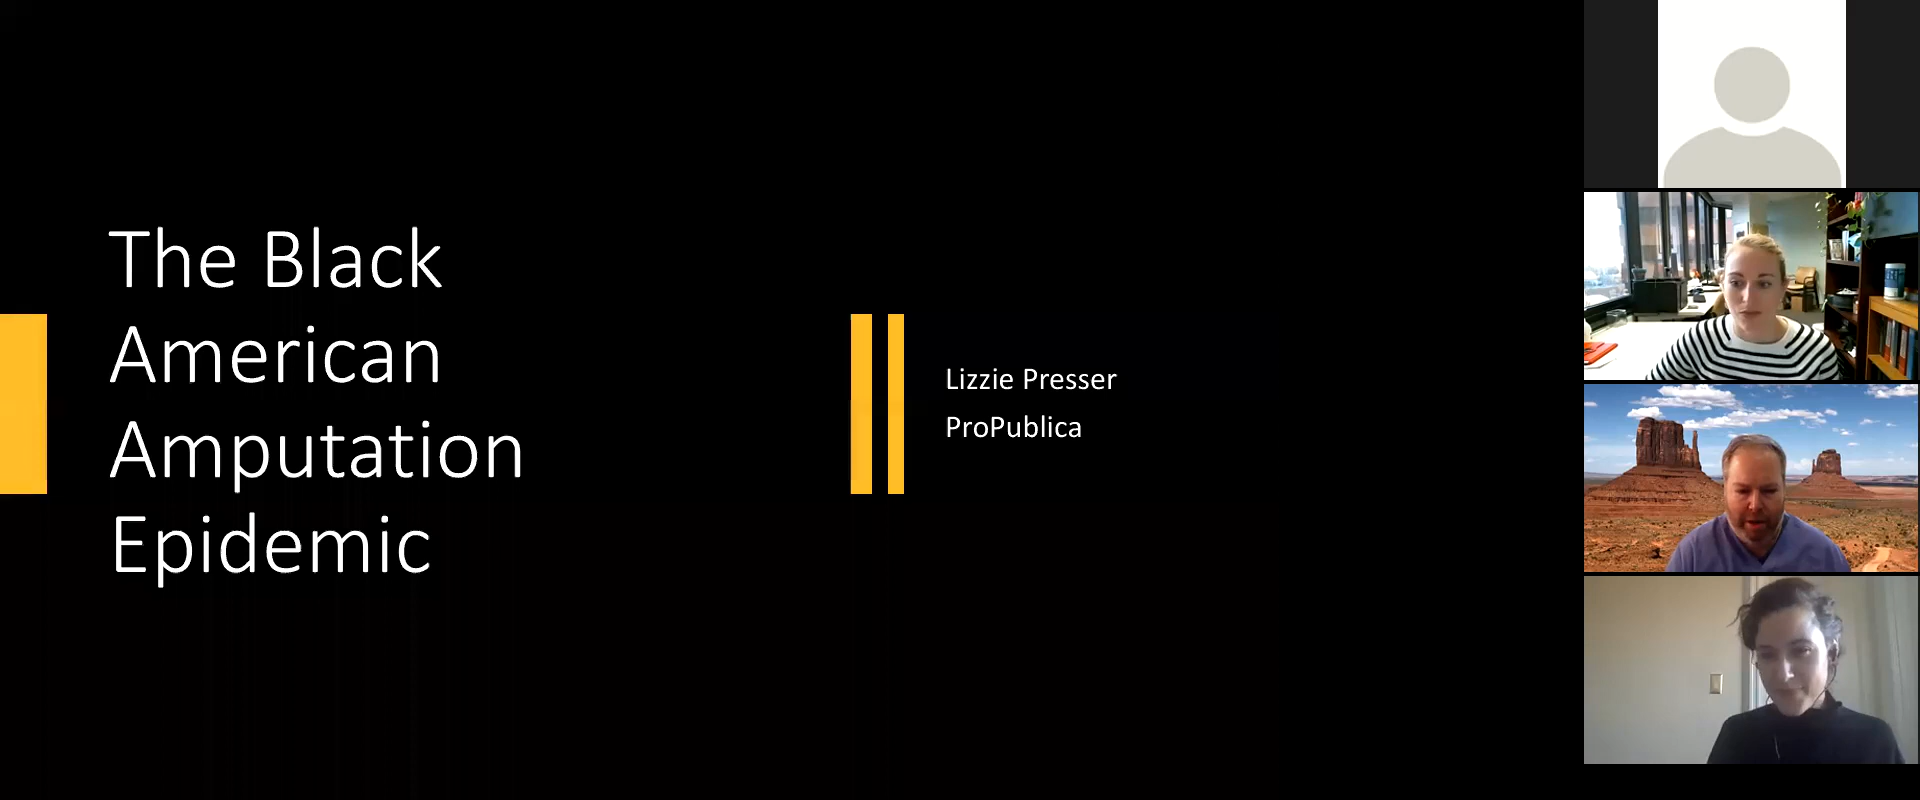 The Black
American
Amputation
Epidemic
Lizzie Presser
ProPublica